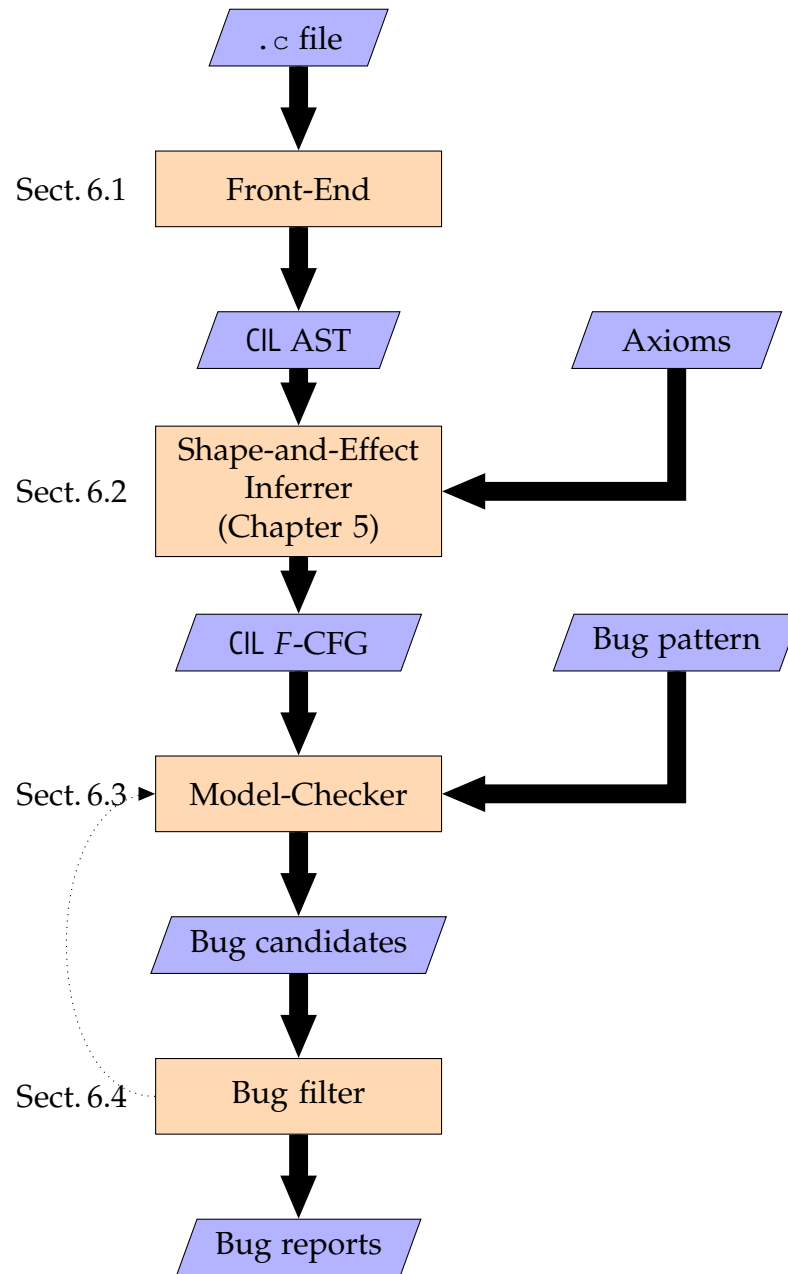 .c file
Sect. 6.1
Front-End
CIL AST
Axioms
Sect. 6.2
Shape-and-Effect
Inferrer
(Chapter 5)
CIL F-CFG
Bug pattern
Sect. 6.3
Model-Checker
Bug candidates
Sect. 6.4
Bug filter
Bug reports